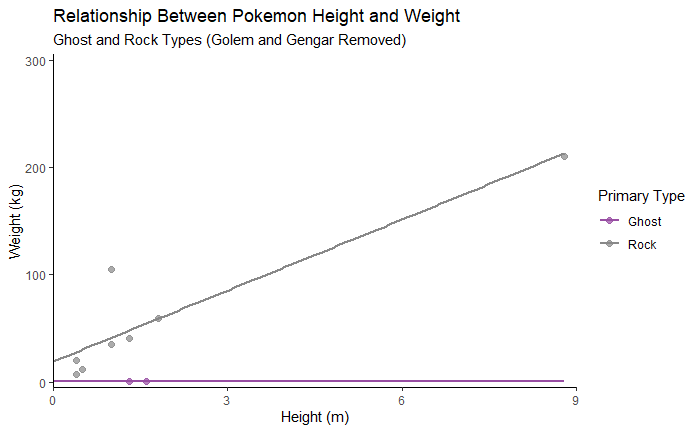 Relationship Between Pokemon Height and Weight
Ghost and Rock Types (Golem and Gengar Removed)
300
200
100
0
Weight (kg)
0 3 6 9
Height (m)
Primary Type
Ghost
Rock